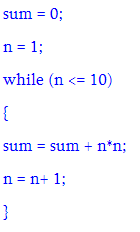 sum = 0;
n = 1;
while (n <= 10)
{
sum = sum + n*n;
n = n+ 1;
}